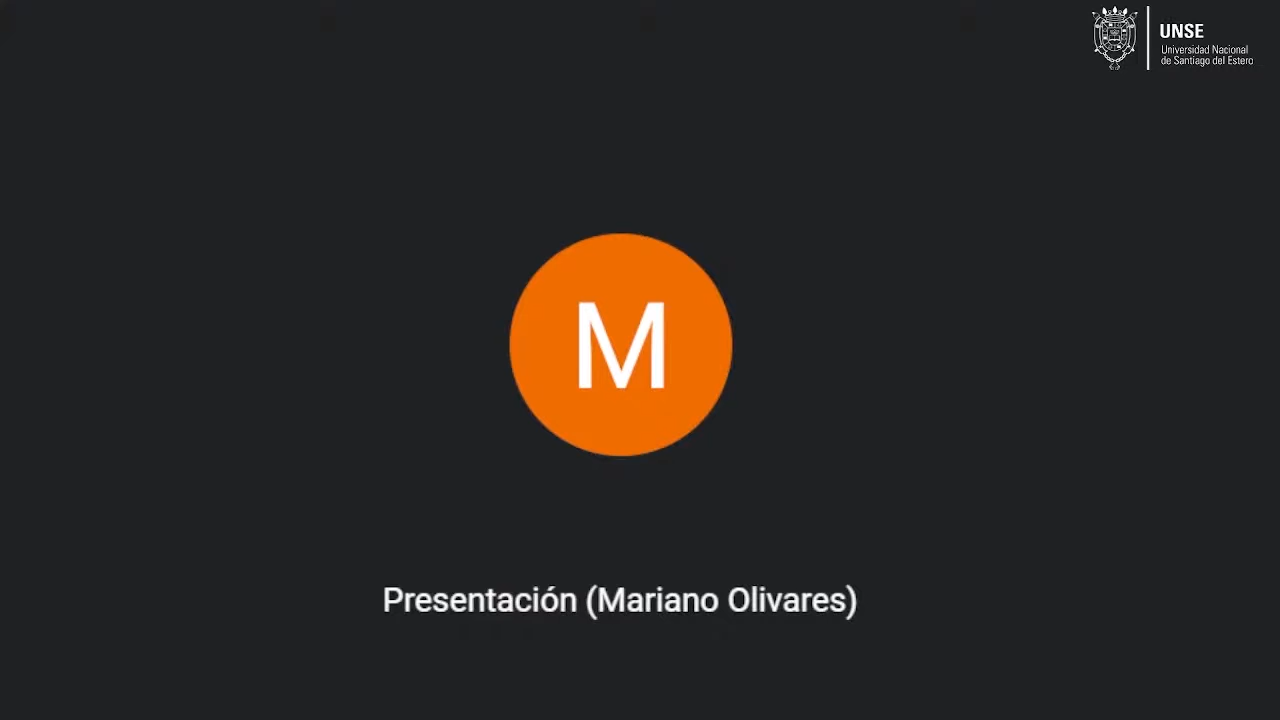 UNSE
Universidad Nacional
de Santiago del Estero
M
Presentación (Mariano Olivares)